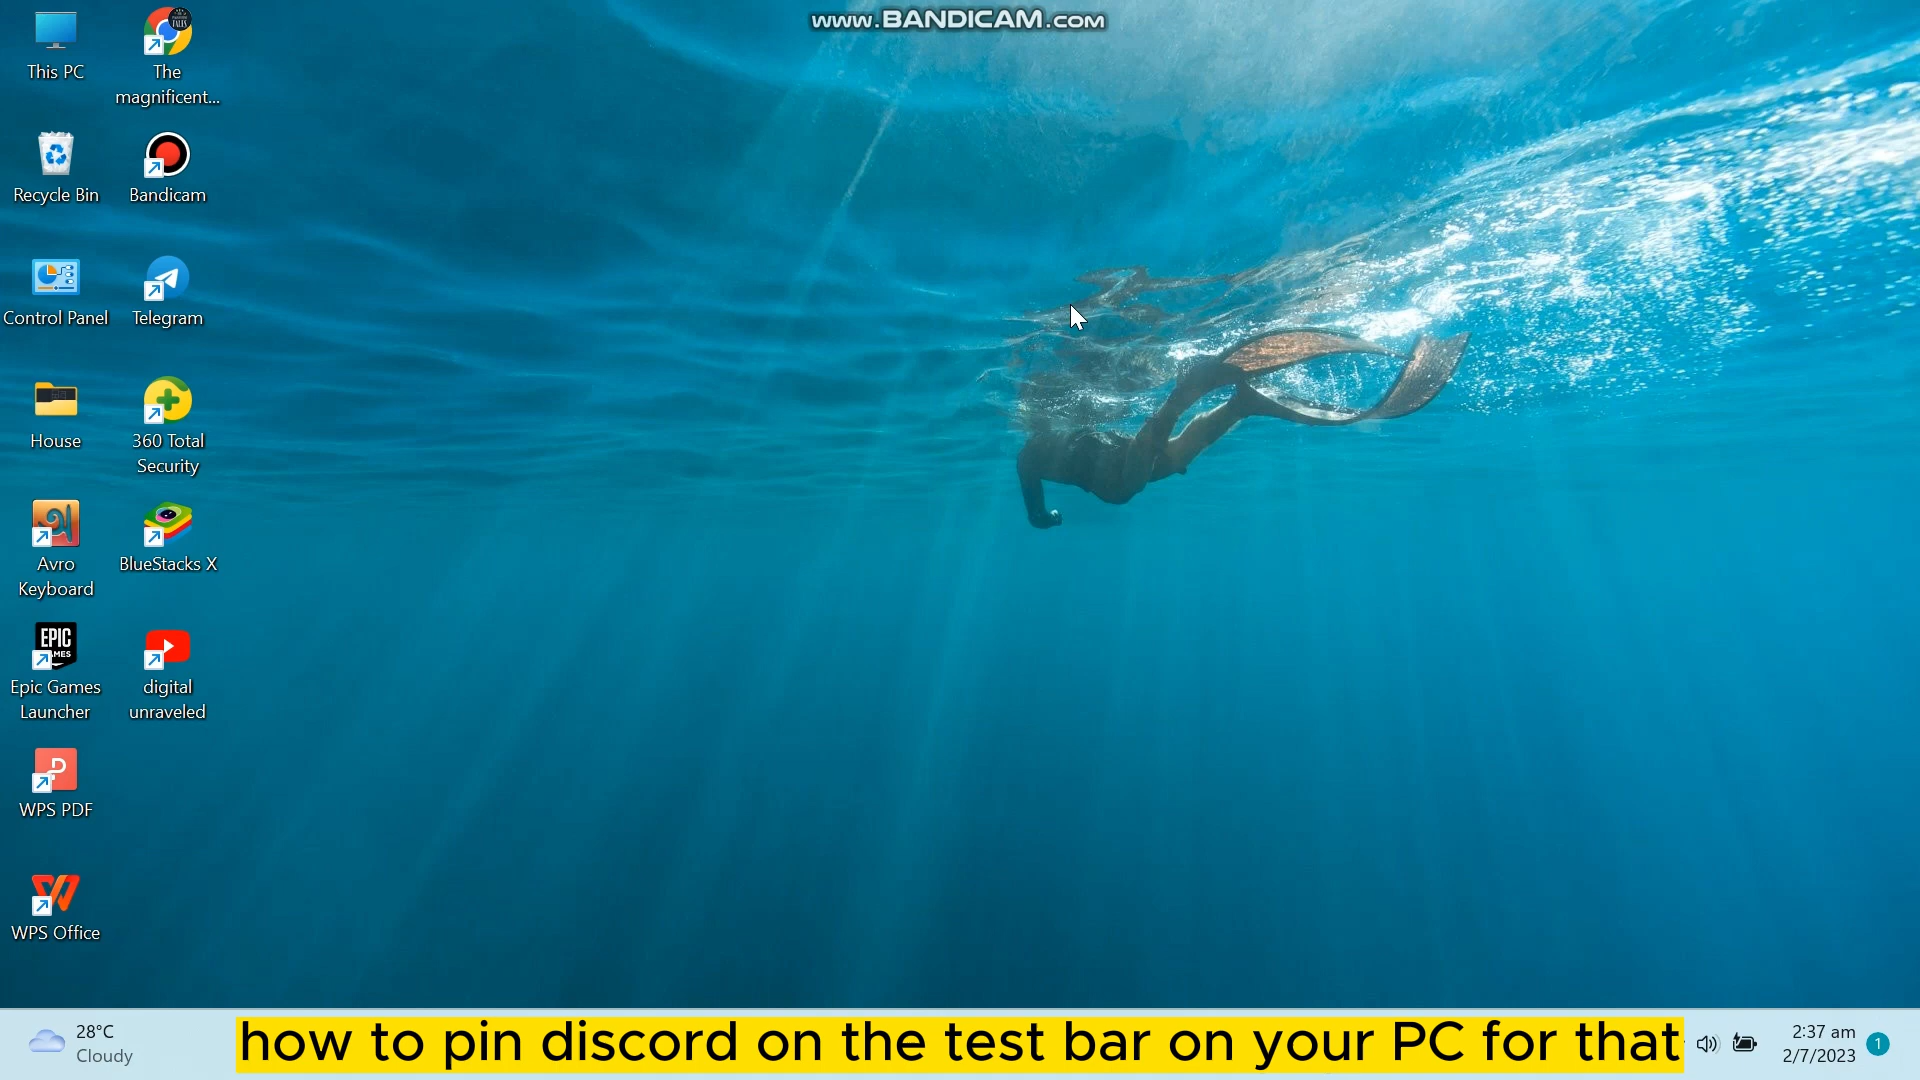 www.BANDICAM.com
This PC
The
magnificent...
Recycle Bin
Bandicam
Control Panel
Telegram
House
360 Total
Security
Avro
Keyboard
BlueStacks X
EPIC
GAMES
Epic Games
Launcher
digital
unraveled
WPS PDF
WPS Office
28°C
Cloudy
how to pin discord on the test bar on your PC for that
2:37 am
2/7/2023
1